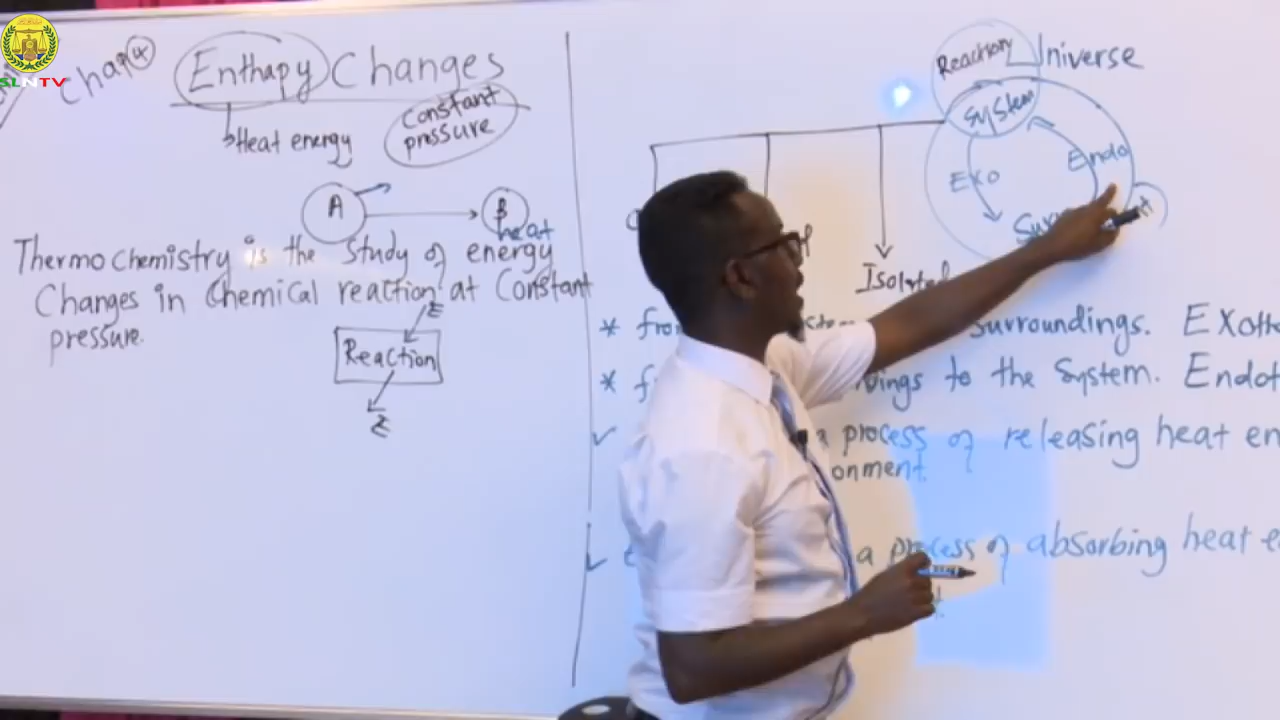 SLNTV
Chap 4
Enthapy Changes
Heat energy
Constant
pressure
A
B
heat
Thermochemistry is the study of energy
Changes in Chemical reaction at Constant
pressure.
E
Reaction
E
Reaction
Universe
System
Exo
Endo
Isolated
surroundings. Exoth
to the System. Endot
process of releasing heat en
onment.
a process of absorbing heat e